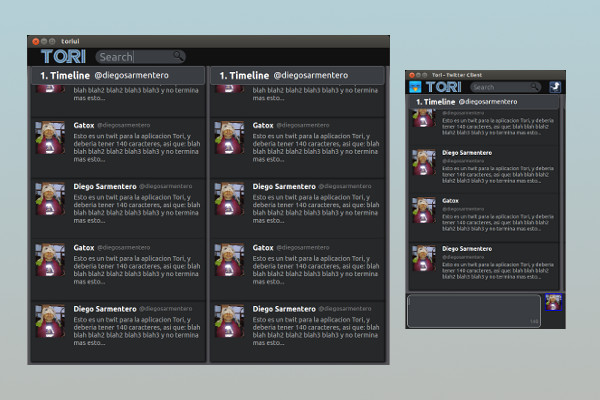 toriui
TORI Search
1. Timeline @diegosarmentero
blah blah2 blah2 blah3 y no termina
mas esto...
Gatox @diegosarmentero
Esto es un twit para la aplicacion Tori, y
deberia tener 140 caracteres, asi que: blah
blah blah2 blah2 blah3 y no termina
mas esto...
Diego Sarmentero @diegosarmentero
Esto es un twit para la aplicacion Tori, y
deberia tener 140 caracteres, asi que: blah
blah blah2 blah2 blah3 y no termina
mas esto...
Gatox @diegosarmentero
Esto es un twit para la aplicacion Tori, y
deberia tener 140 caracteres, asi que: blah
blah blah2 blah2 blah3 y no termina
mas esto...
Diego Sarmentero @diegosarmentero
Esto es un twit para la aplicacion Tori, y
deberia tener 140 caracteres, asi que: blah
blah blah2 blah2 blah3 y no termina
mas esto...
1. Timeline @diegosarmentero
blah blah2 blah2 blah3 y no termina
mas esto...
Gatox @diegosarmentero
Esto es un twit para la aplicacion Tori, y
deberia tener 140 caracteres, asi que: blah
blah blah2 blah2 blah3 y no termina
mas esto...
Diego Sarmentero @diegosarmentero
Esto es un twit para la aplicacion Tori, y
deberia tener 140 caracteres, asi que: blah
blah blah2 blah2 blah3 y no termina
mas esto...
Gatox @diegosarmentero
Esto es un twit para la aplicacion Tori, y
deberia tener 140 caracteres, asi que: blah
blah blah2 blah2 blah3 y no termina
mas esto...
Diego Sarmentero @diegosarmentero
Esto es un twit para la aplicacion Tori, y
deberia tener 140 caracteres, asi que: blah
blah blah2 blah2 blah3 y no termina
mas esto...
Tori - Twitter Client
TORI Search
1. Timeline @diegosarmentero
@diegosarmentero
Esto es un twit para la aplicacion Tori, y deberia
tener 140 caracteres, asi que: blah blah blah2
blah2 blah3 y no termina mas esto...
Diego Sarmentero
@diegosarmentero
Esto es un twit para la aplicacion Tori, y deberia
tener 140 caracteres, asi que: blah blah blah2
blah2 blah3 y no termina mas esto...
Gatox
@diegosarmentero
Esto es un twit para la aplicacion Tori, y deberia
tener 140 caracteres, asi que: blah blah blah2
blah2 blah3 y no termina mas esto...
Diego Sarmentero
@diegosarmentero
Esto es un twit para la aplicacion Tori, y deberia
tener 140 caracteres, asi que: blah blah blah2
blah2 blah3 y no termina mas esto...
140